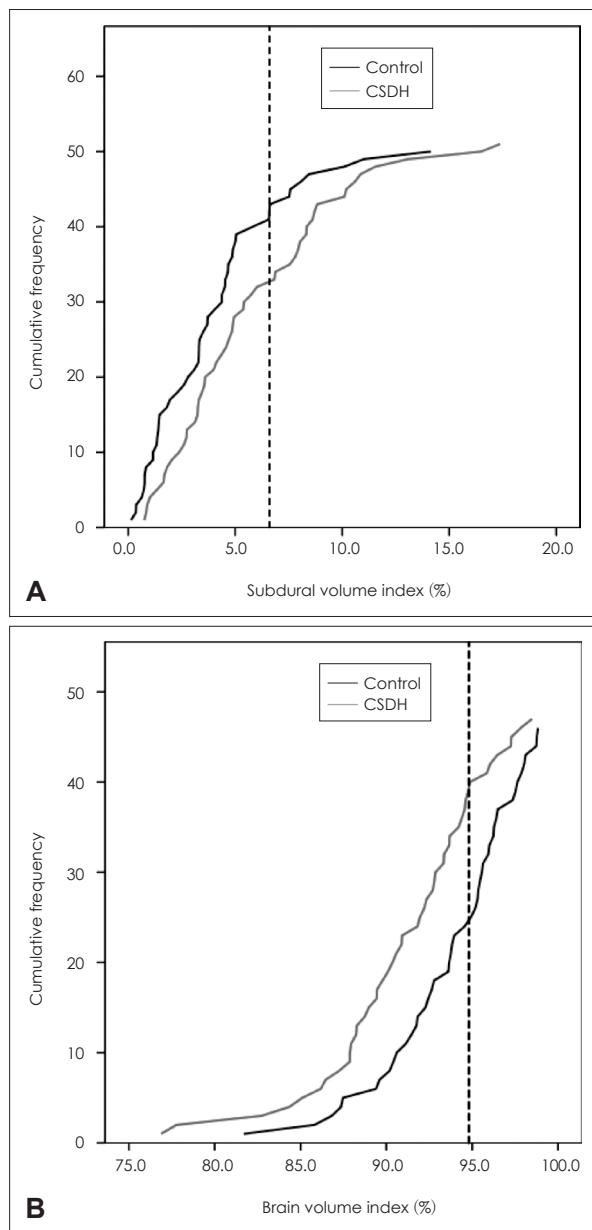 60
50
40
30
20
10
0
Cumulative frequency
Control
CSDH
0.0 5.0 10.0 15.0 20.0
Subdural volume index (%)
A
50
40
30
20
10
0
Cumulative frequency
Control
CSDH
75.0 80.0 85.0 90.0 95.0 100.0
Brain volume index (%)
B